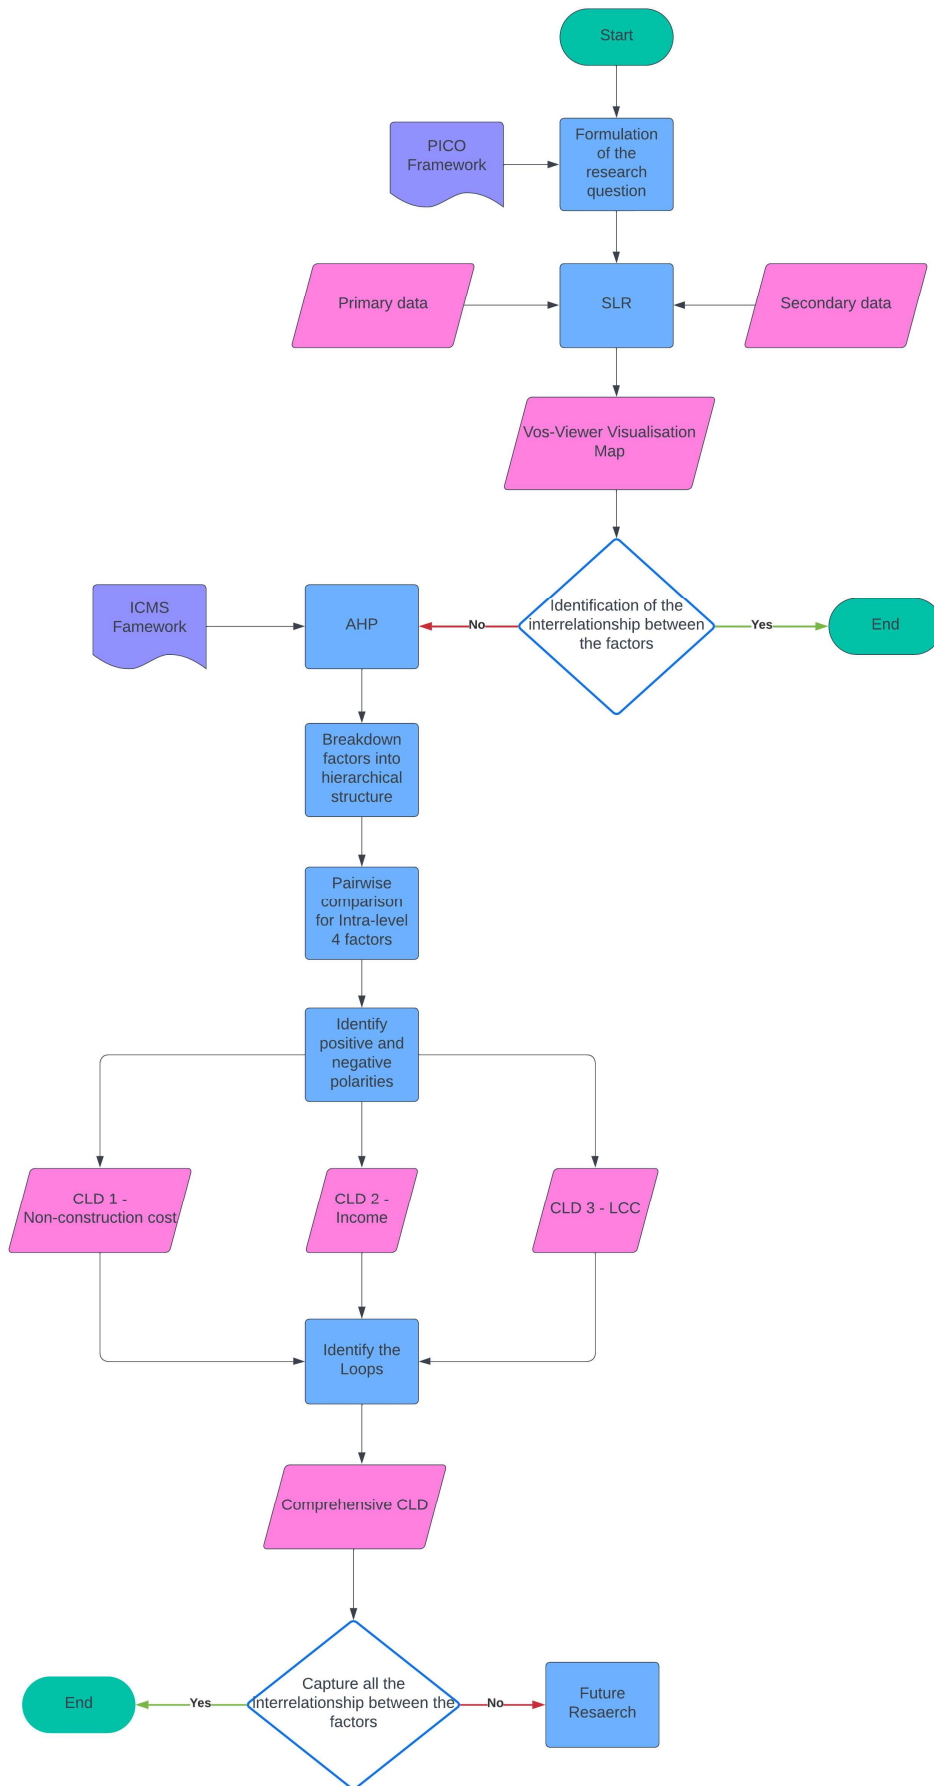 Start
PICO
Framework
Formulation
of the
research
question
Primary data
SLR
Secondary data
Vos-Viewer Visualisation
Map
ICMS
Famework
AHP
No
Identification of the
interrelationship between
the factors
Yes
End
Breakdown
factors into
hierarchical
structure
Pairwise
comparison
for Intra-level
4 factors
Identify
positive and
negative
polarities
CLD 1 -
Non-construction cost
CLD 2 -
Income
CLD 3 - LCC
Identify the
Loops
Comprehensive CLD
End
Yes
Capture all the
interrelationship between the
factors
No
Future
Resaerch